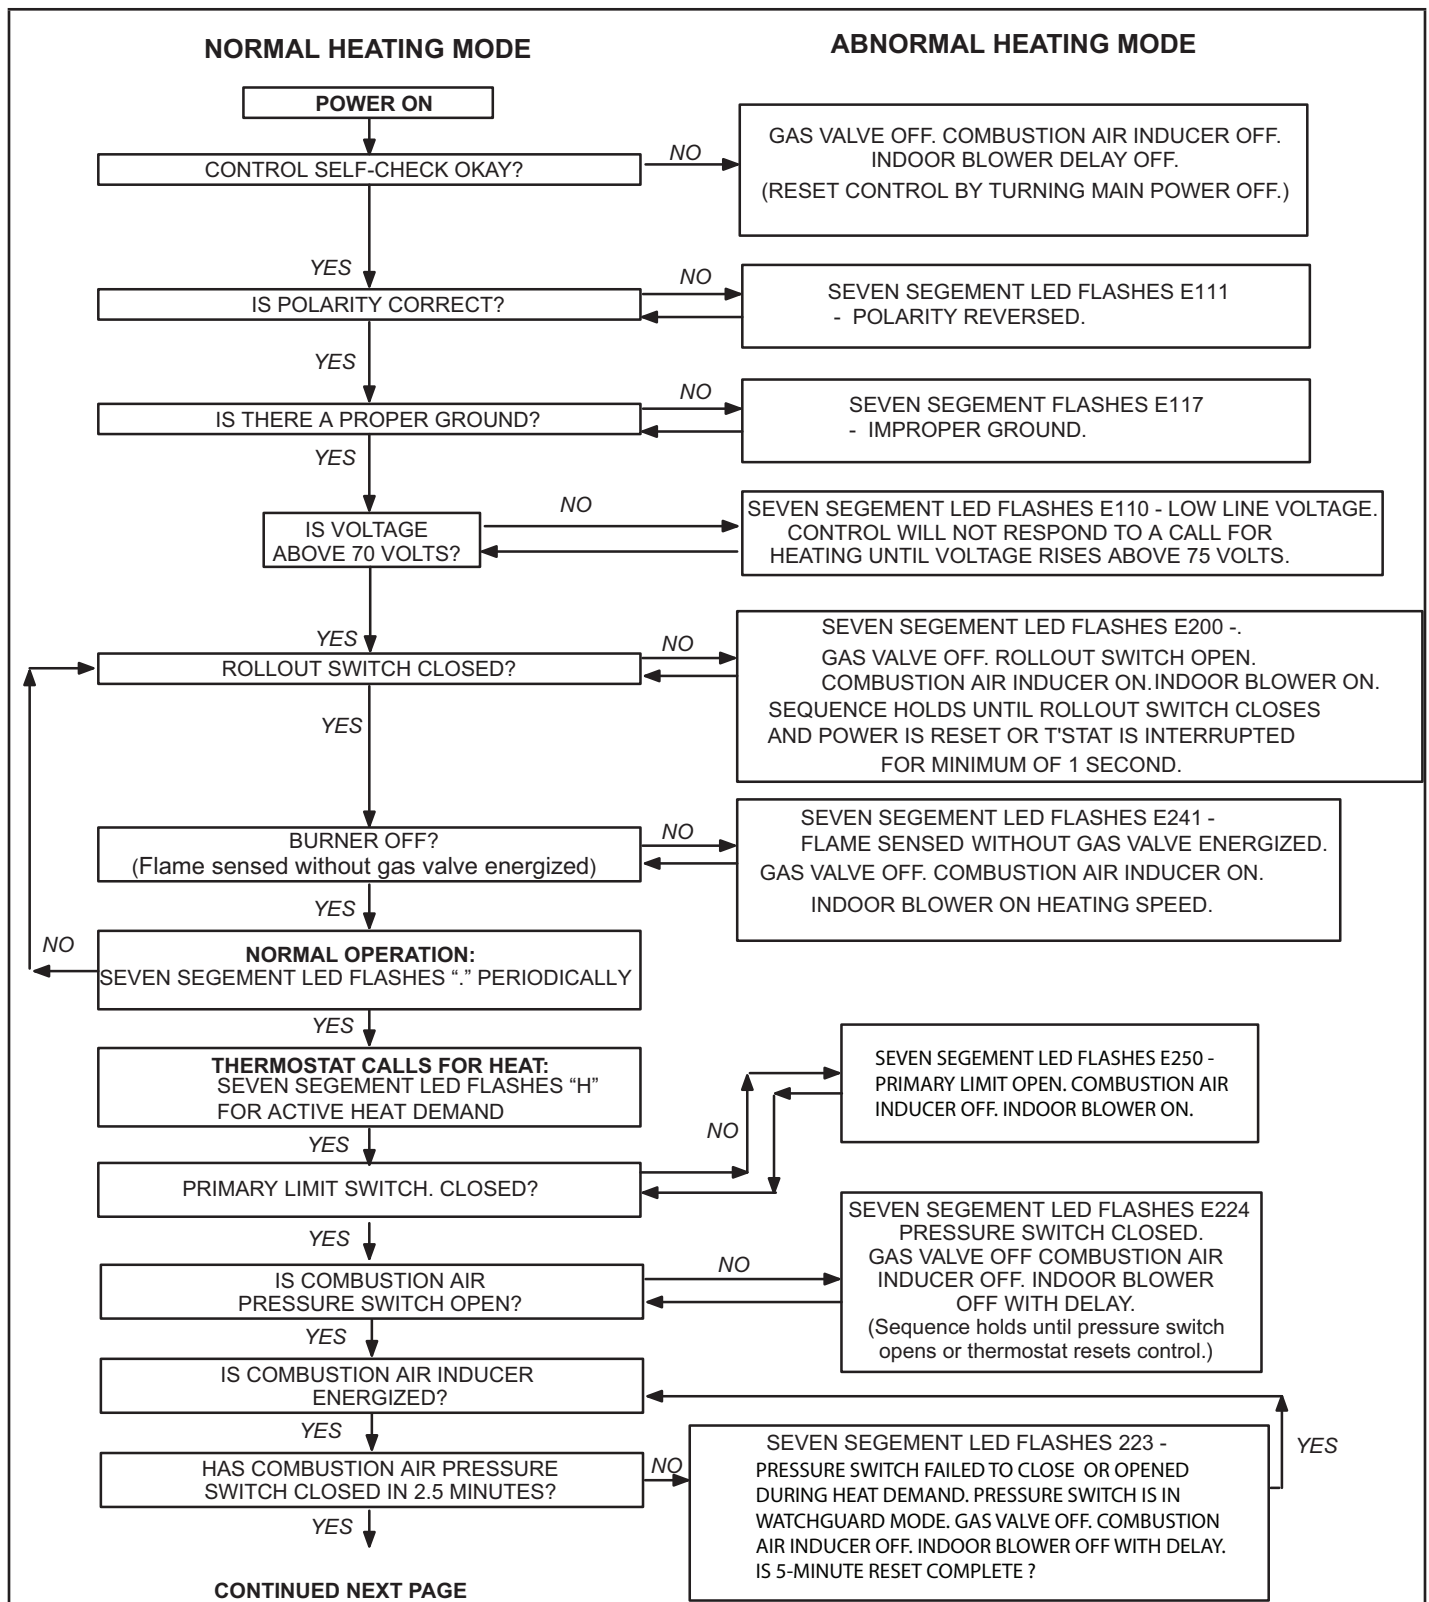 NORMAL HEATING MODE
ABNORMAL HEATING MODE
POWER ON
CONTROL SELF-CHECK OKAY?
NO
GAS VALVE OFF. COMBUSTION AIR INDUCER OFF.
INDOOR BLOWER DELAY OFF.
(RESET CONTROL BY TURNING MAIN POWER OFF.)
YES
IS POLARITY CORRECT?
NO
SEVEN SEGEMENT LED FLASHES E111
- POLARITY REVERSED.
YES
IS THERE A PROPER GROUND?
NO
SEVEN SEGEMENT FLASHES E117
- IMPROPER GROUND.
YES
IS VOLTAGE
ABOVE 70 VOLTS?
NO
SEVEN SEGEMENT LED FLASHES E110 - LOW LINE VOLTAGE.
CONTROL WILL NOT RESPOND TO A CALL FOR
HEATING UNTIL VOLTAGE RISES ABOVE 75 VOLTS.
YES
ROLLOUT SWITCH CLOSED?
NO
SEVEN SEGEMENT LED FLASHES E200 -.
GAS VALVE OFF. ROLLOUT SWITCH OPEN.
COMBUSTION AIR INDUCER ON. INDOOR BLOWER ON.
SEQUENCE HOLDS UNTIL ROLLOUT SWITCH CLOSES
AND POWER IS RESET OR T'STAT IS INTERRUPTED
FOR MINIMUM OF 1 SECOND.
YES
BURNER OFF?
(Flame sensed without gas valve energized)
NO
SEVEN SEGEMENT LED FLASHES E241 -
FLAME SENSED WITHOUT GAS VALVE ENERGIZED.
GAS VALVE OFF. COMBUSTION AIR INDUCER ON.
INDOOR BLOWER ON HEATING SPEED.
YES
NO
NORMAL OPERATION:
SEVEN SEGEMENT LED FLASHES “.” PERIODICALLY
YES
THERMOSTAT CALLS FOR HEAT:
SEVEN SEGEMENT LED FLASHES “H”
FOR ACTIVE HEAT DEMAND
SEVEN SEGEMENT LED FLASHES E250 -
PRIMARY LIMIT OPEN. COMBUSTION AIR
INDUCER OFF. INDOOR BLOWER ON.
YES
NO
PRIMARY LIMIT SWITCH. CLOSED?
YES
IS COMBUSTION AIR
PRESSURE SWITCH OPEN?
NO
SEVEN SEGEMENT LED FLASHES E224
PRESSURE SWITCH CLOSED.
GAS VALVE OFF COMBUSTION AIR
INDUCER OFF. INDOOR BLOWER
OFF WITH DELAY.
(Sequence holds until pressure switch
opens or thermostat resets control.)
YES
IS COMBUSTION AIR INDUCER
ENERGIZED?
YES
HAS COMBUSTION AIR PRESSURE
SWITCH CLOSED IN 2.5 MINUTES?
NO
SEVEN SEGEMENT LED FLASHES 223 -
PRESSURE SWITCH FAILED TO CLOSE OR OPENED
DURING HEAT DEMAND. PRESSURE SWITCH IS IN
WATCHGUARD MODE. GAS VALVE OFF. COMBUSTION
AIR INDUCER OFF. INDOOR BLOWER OFF WITH DELAY.
IS 5-MINUTE RESET COMPLETE ?
YES
YES
CONTINUED NEXT PAGE